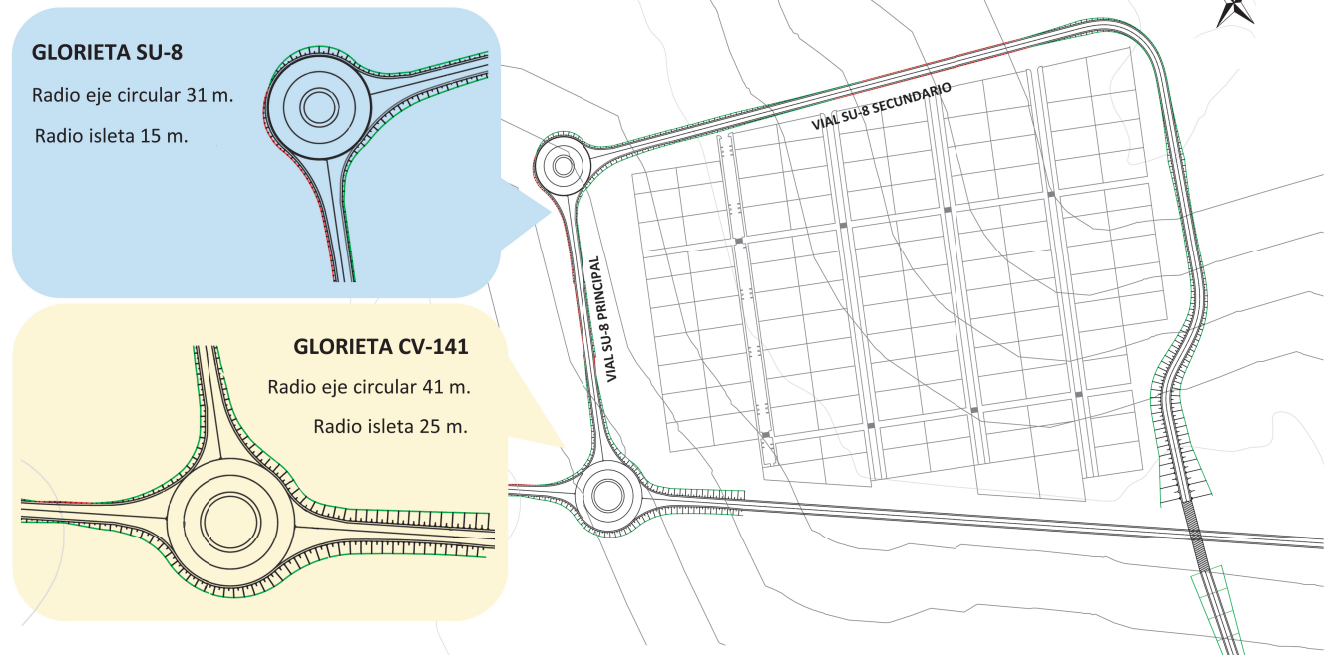 GLORIETA SU-8
Radio eje circular 31 m.
Radio isleta 15 m.
GLORIETA CV-141
Radio eje circular 41 m.
Radio isleta 25 m.
VIAL SU-8 PRINCIPAL
VIAL SU-8 SECUNDARIO